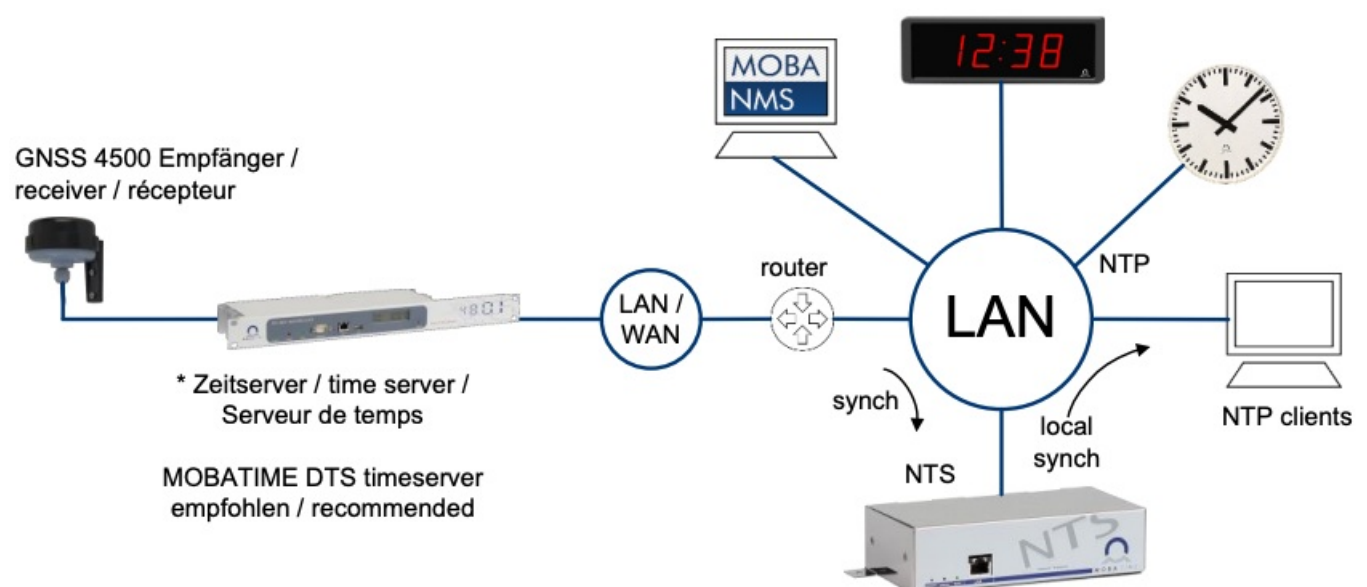 MOBA
NMS
12:38
GNSS 4500 Empfänger /
receiver / récepteur
LAN /
WAN
router
LAN
NTP
* Zeitserver / time server /
Serveur de temps
synch
local
synch
NTP clients
MOBATIME DTS timeserver
empfohlen / recommended
NTS
NTS